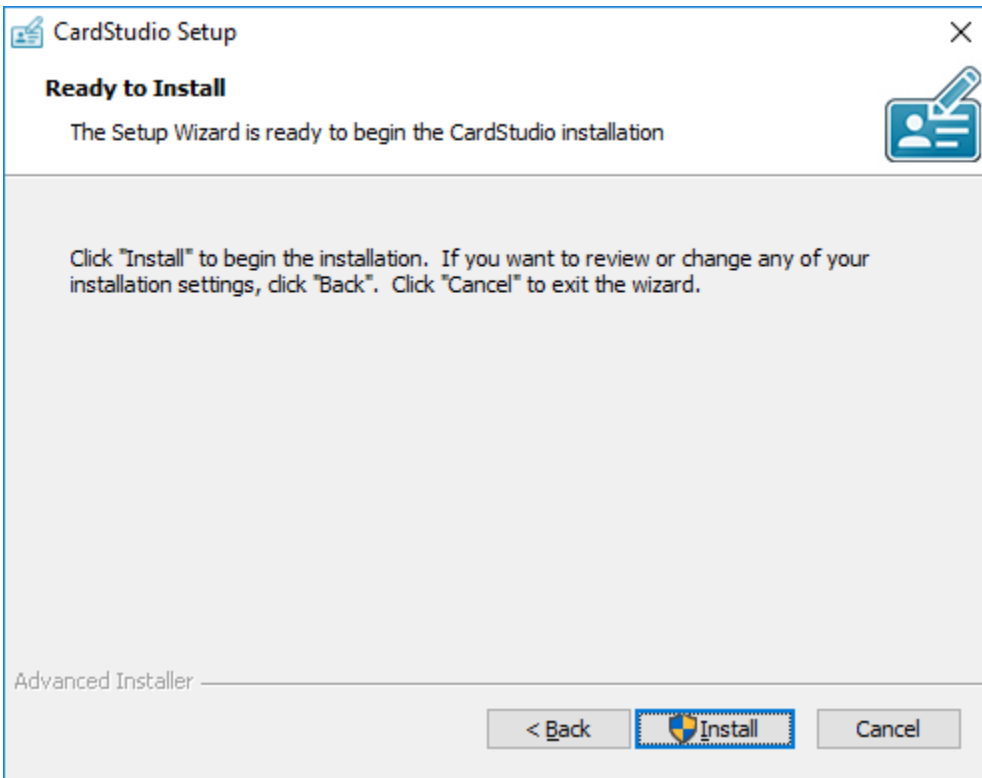 CardStudio Setup
Ready to Install
The Setup Wizard is ready to begin the CardStudio installation
Click "Install" to begin the installation.  If you want to review or change any of your
installation settings, click "Back".  Click "Cancel" to exit the wizard.
Advanced Installer
< Back
Install
Cancel